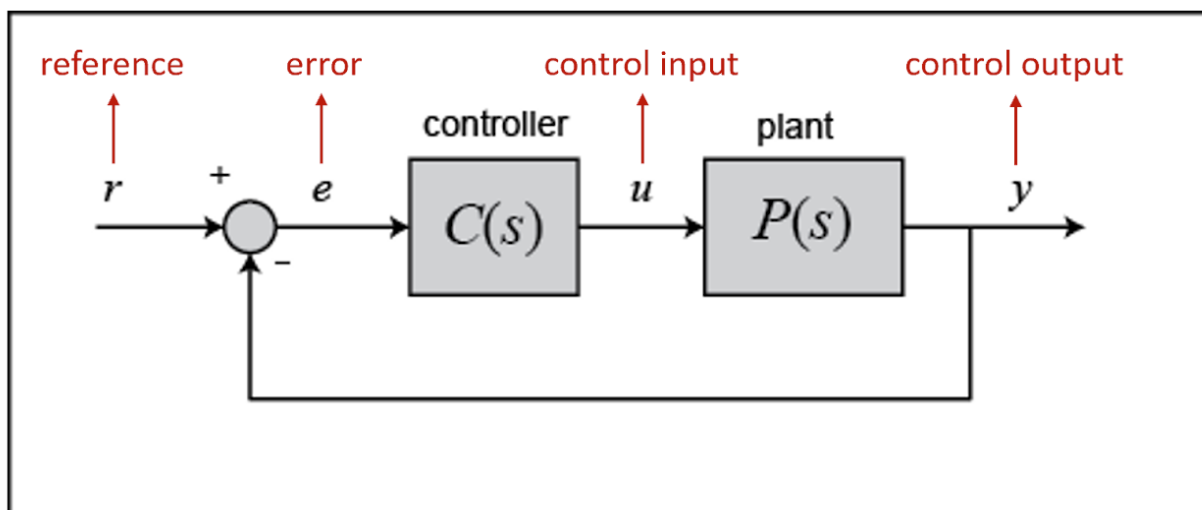 reference error control input control output
controller plant
r + e u y
C(s) P(s)
−